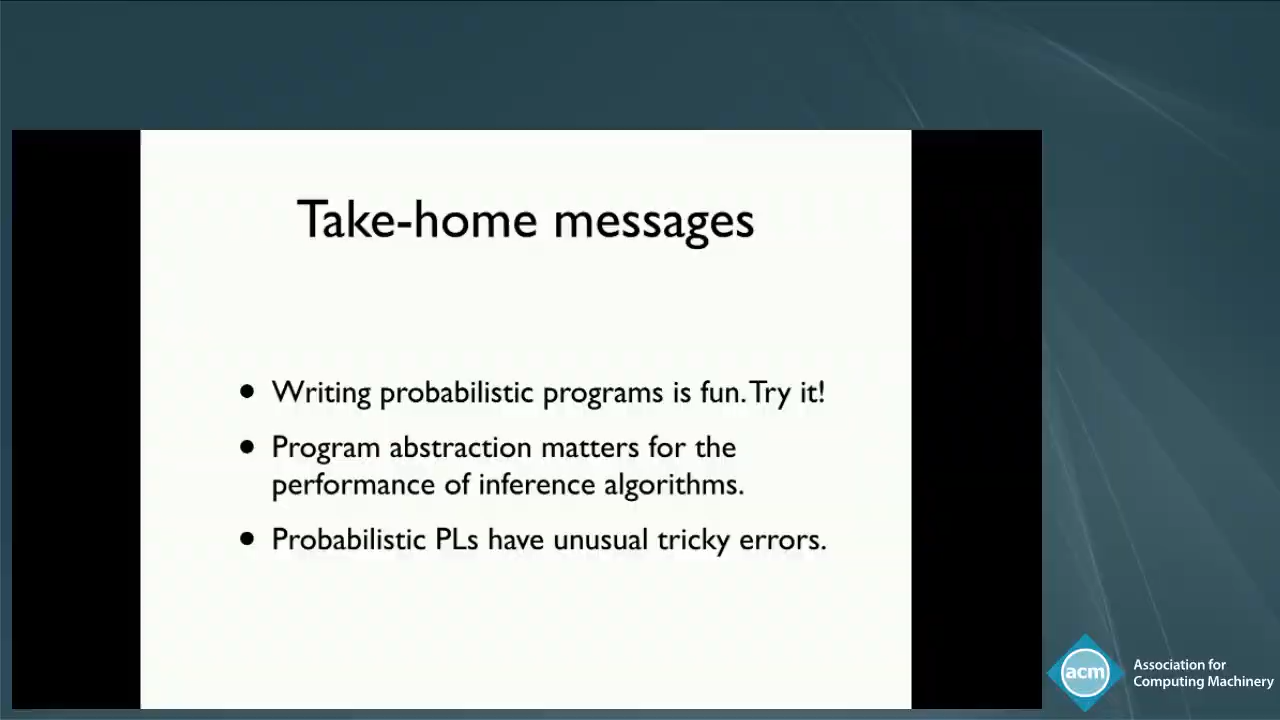 Take-home messages
• Writing probabilistic programs is fun. Try it!
• Program abstraction matters for the
performance of inference algorithms.
• Probabilistic PLs have unusual tricky errors.
acm
Association for
Computing Machinery